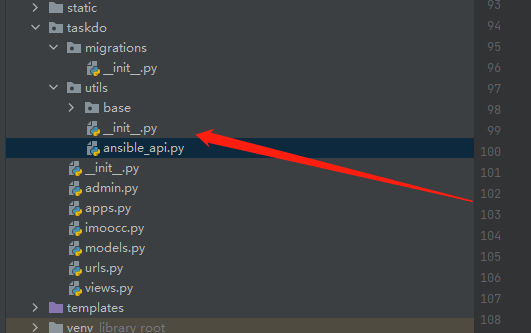 static
taskdo
migrations
__init__.py
utils
base
__init__.py
ansible_api.py
__init__.py
admin.py
apps.py
imoocc.py
models.py
urls.py
views.py
templates
venv library root
93
94
95
96
97
98
99
100
101
102
103
104
105
106
107
108